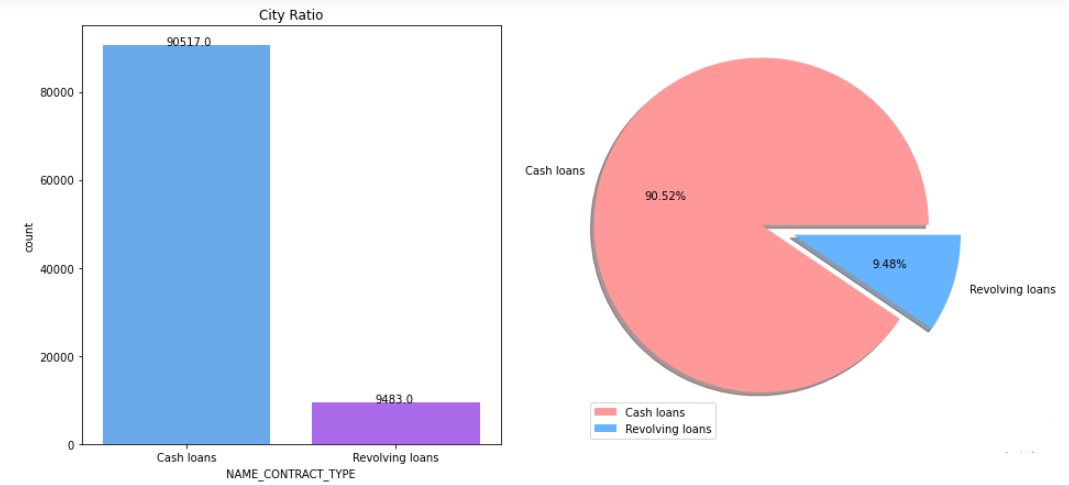 City Ratio
90517.0
80000
60000
40000
20000
0
count
9483.0
Cash loans
Revolving loans
NAME_CONTRACT_TYPE
Cash loans
90.52%
9.48%
Revolving loans
Cash loans
Revolving loans